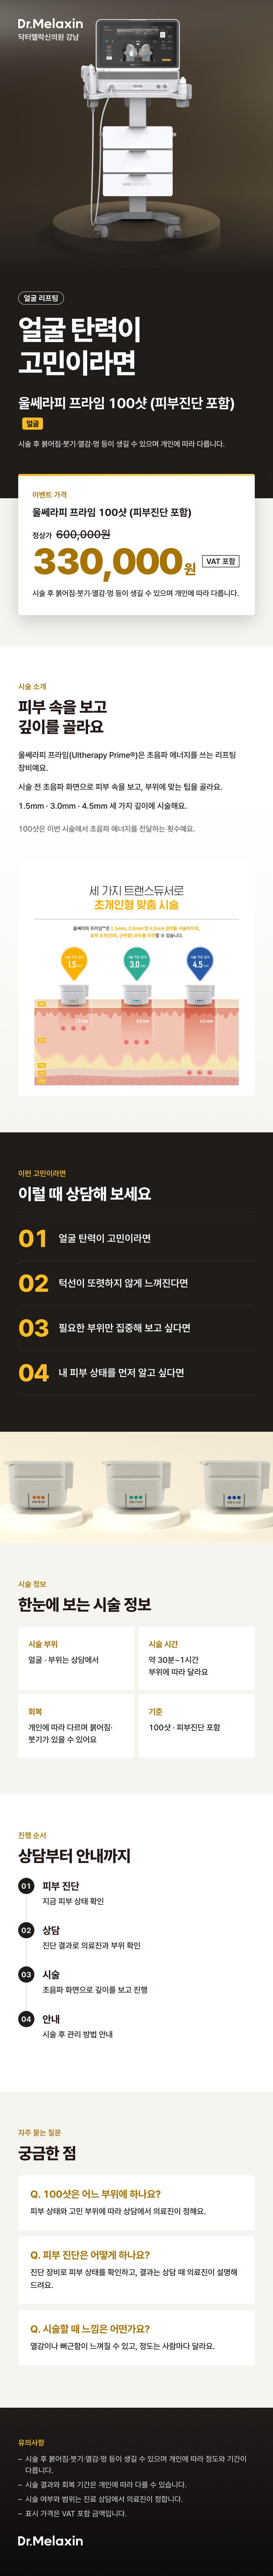 Dr.Melaxin
닥터멜락신의원 강남
얼굴 리프팅
얼굴 탄력이
고민이라면
울쎄라피 프라임 100샷 (피부진단 포함)
얼굴
시술 후 붉어짐·붓기·열감·멍 등이 생길 수 있으며 개인에 따라 다릅니다.
이벤트 가격
울쎄라피 프라임 100샷 (피부진단 포함)
정상가 600,000원
330,000원 VAT 포함
시술 후 붉어짐·붓기·열감·멍 등이 생길 수 있으며 개인에 따라 다릅니다.
시술 소개
피부 속을 보고
깊이를 골라요
울쎄라피 프라임(Ultherapy Prime®)은 초음파 에너지를 쓰는 리프팅
장비예요.
시술 전 초음파 화면으로 피부 속을 보고, 부위에 맞는 팁을 골라요.
1.5mm · 3.0mm · 4.5mm 세 가지 깊이에 시술해요.
100샷은 이번 시술에서 초음파 에너지를 전달하는 횟수예요.
세 가지 트랜스듀서로
초개인형 맞춤 시술
1.5
3.0
4.5
1.5 mm
3.0 mm
4.5 mm
이런 고민이라면
이럴 때 상담해 보세요
01 얼굴 탄력이 고민이라면
02 턱선이 또렷하지 않게 느껴진다면
03 필요한 부위만 집중해 보고 싶다면
04 내 피부 상태를 먼저 알고 싶다면
시술 정보
한눈에 보는 시술 정보
시술 부위
얼굴 · 부위는 상담에서
시술 시간
약 30분~1시간
부위에 따라 달라요
회복
개인에 따라 다르며 붉어짐·
붓기가 있을 수 있어요
기준
100샷 · 피부진단 포함
진행 순서
상담부터 안내까지
01 피부 진단
지금 피부 상태 확인
02 상담
진단 결과로 의료진과 부위 확인
03 시술
초음파 화면으로 깊이를 보고 진행
04 안내
시술 후 관리 방법 안내
자주 묻는 질문
궁금한 점
Q. 100샷은 어느 부위에 하나요?
피부 상태와 고민 부위에 따라 상담에서 의료진이 정해요.
Q. 피부 진단은 어떻게 하나요?
진단 장비로 피부 상태를 확인하고, 결과는 상담 때 의료진이 설명해
드려요.
Q. 시술할 때 느낌은 어떤가요?
열감이나 뻐근함이 느껴질 수 있고, 정도는 사람마다 달라요.
유의사항
– 시술 후 붉어짐·붓기·열감·멍 등이 생길 수 있으며 개인에 따라 정도와 기간이
다릅니다.
– 시술 결과와 회복 기간은 개인에 따라 다를 수 있습니다.
– 시술 여부와 범위는 진료 상담에서 의료진이 정합니다.
– 표시 가격은 VAT 포함 금액입니다.
Dr.Melaxin